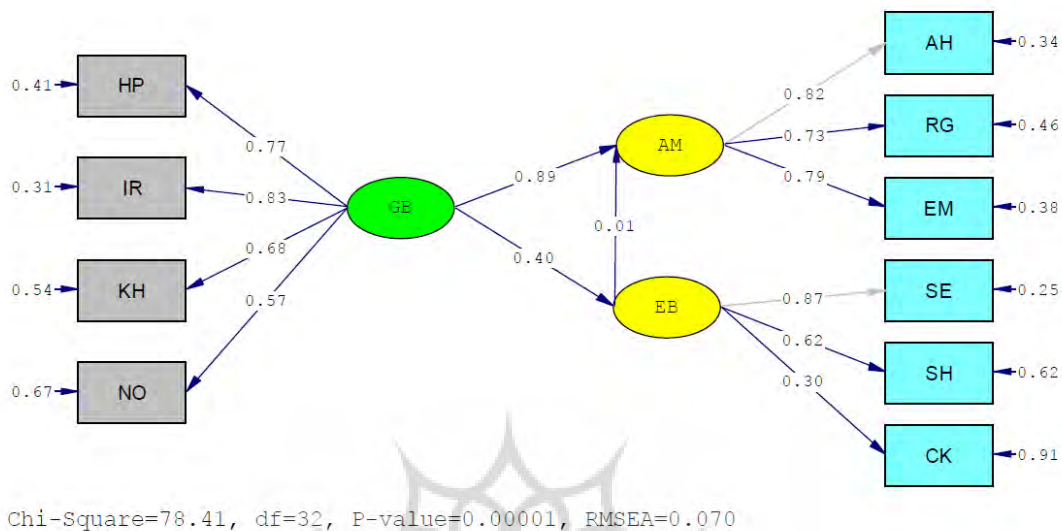 AH
0.34
HP
0.41
0.82
RG
0.46
0.77
0.73
AM
IR
0.31
0.83
0.89
0.79
EM
0.38
GB
0.01
0.68
0.40
KH
0.54
0.57
EB
0.87
SE
0.25
0.62
SH
0.62
0.30
NO
0.67
CK
0.91
Chi-Square=78.41, df=32, P-value=0.00001, RMSEA=0.070